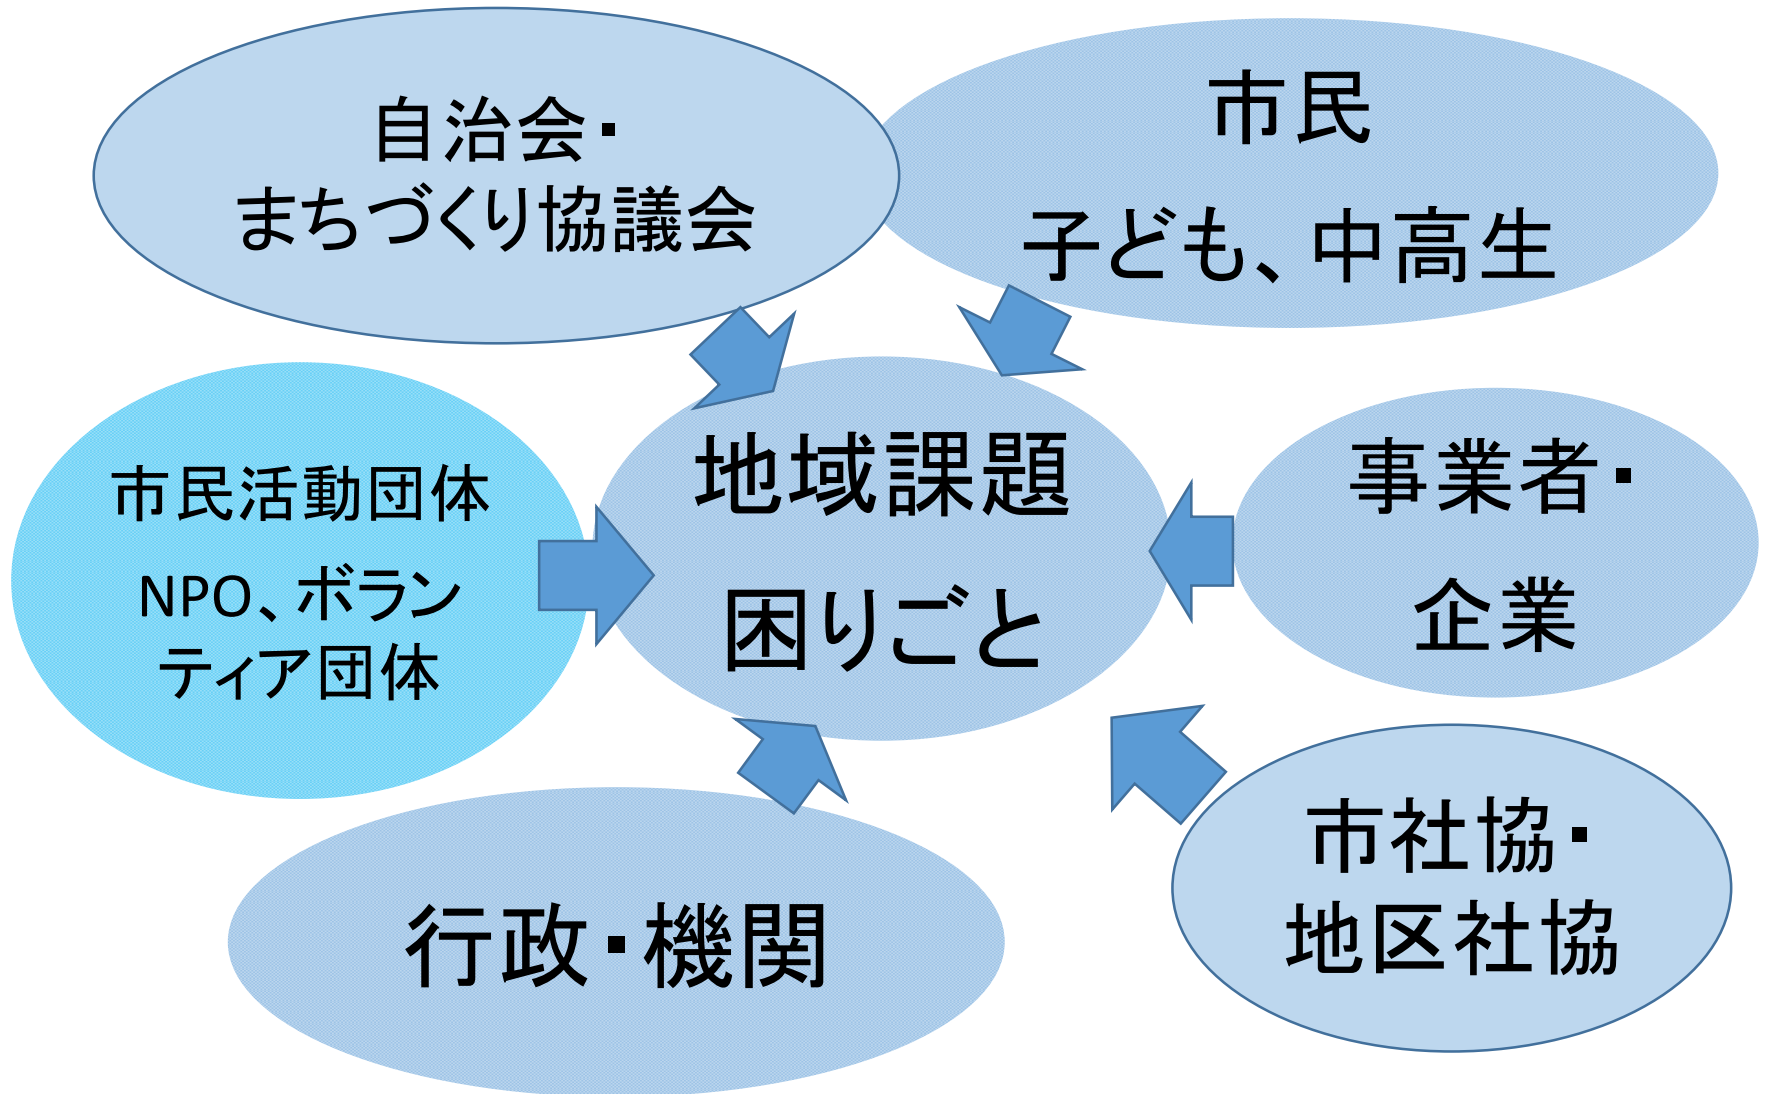 自治会・
まちづくり協議会
市民
子ども、中高生
市民活動団体
NPO、ボラン
ティア団体
地域課題
困りごと
事業者・
企業
行政・機関
市社協・
地区社協